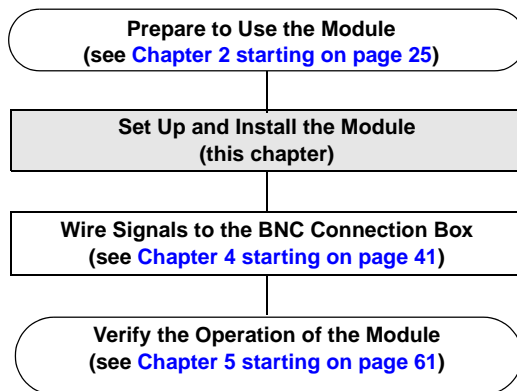 Prepare to Use the Module
(see Chapter 2 starting on page 25)
Set Up and Install the Module
(this chapter)
Wire Signals to the BNC Connection Box
(see Chapter 4 starting on page 41)
Verify the Operation of the Module
(see Chapter 5 starting on page 61)